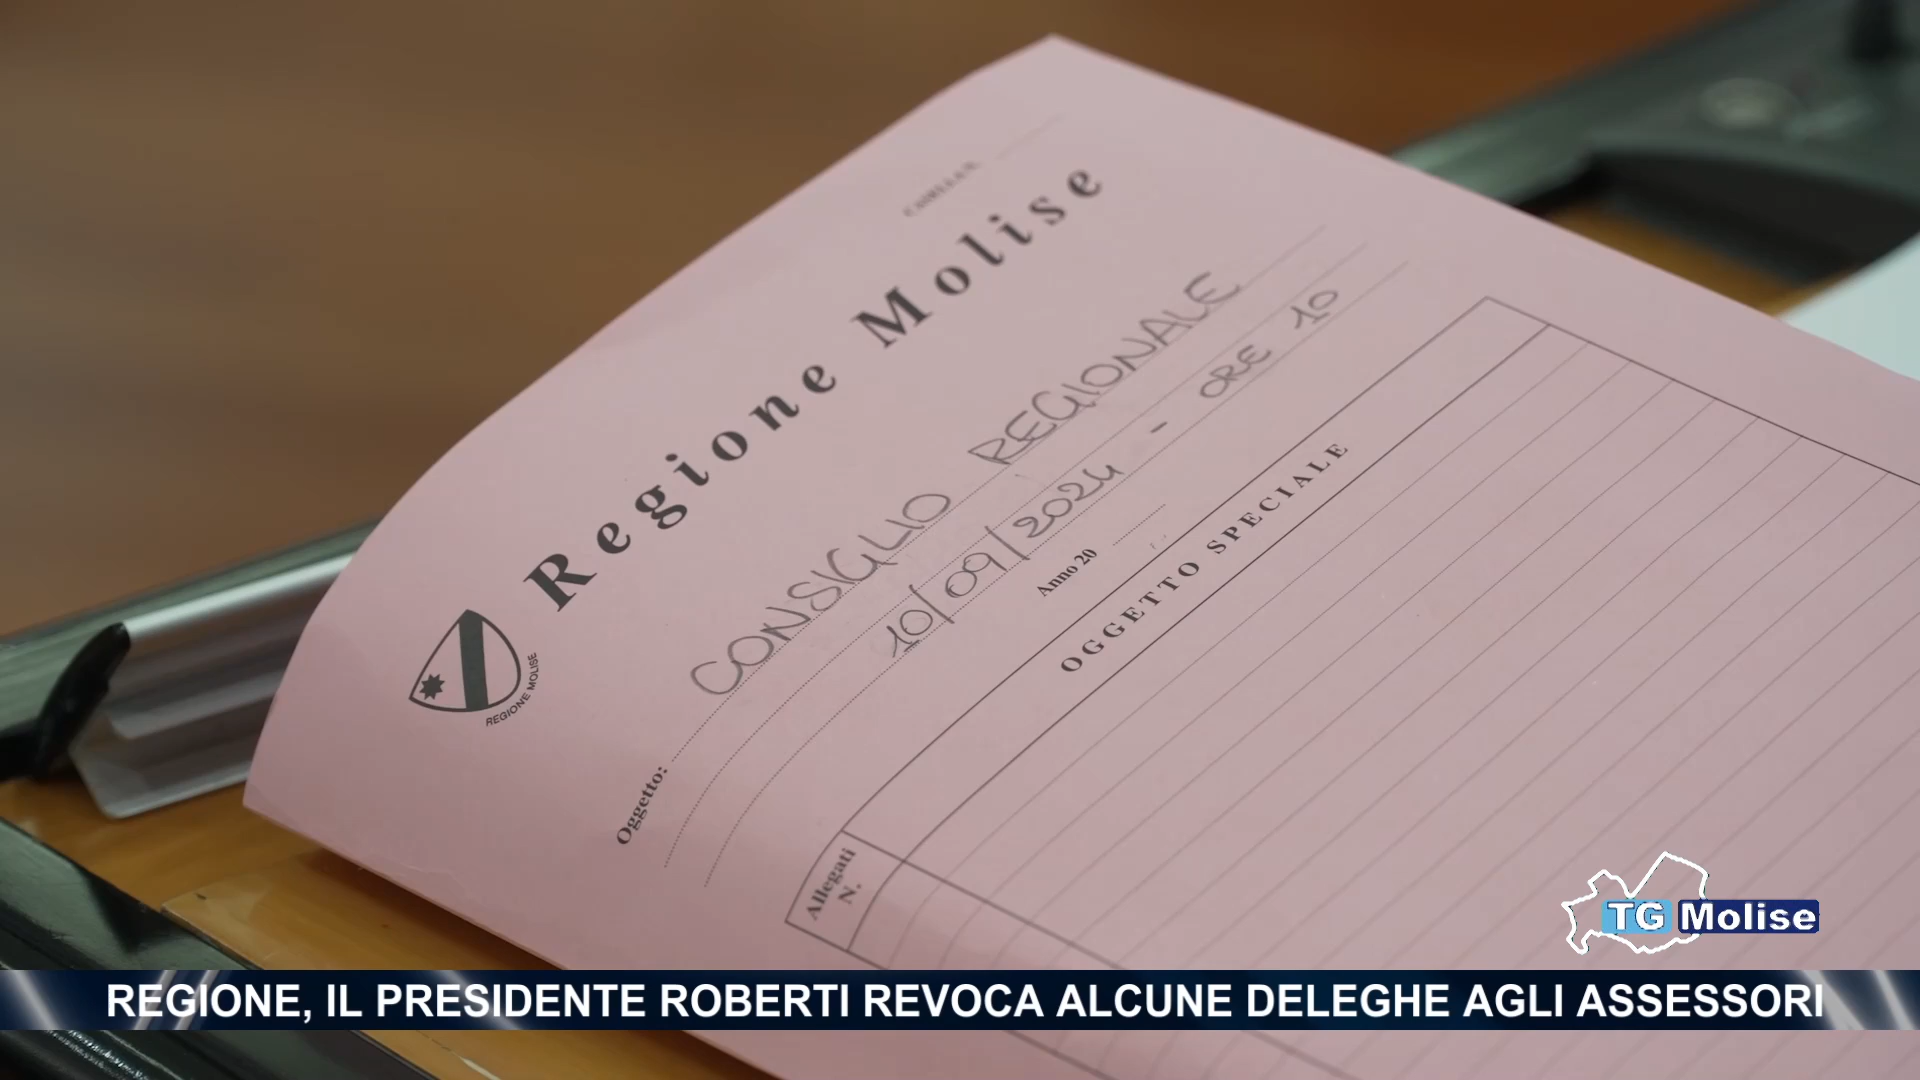 Regione Molise
REGIONE MOLISE
Oggetto: CONSIGLIO REGIONALE
10/09/2024 - ORE 10
Anno 20
OGGETTO SPECIALE
Allegati
N.
TG Molise
REGIONE, IL PRESIDENTE ROBERTI REVOCA ALCUNE DELEGHE AGLI ASSESSORI